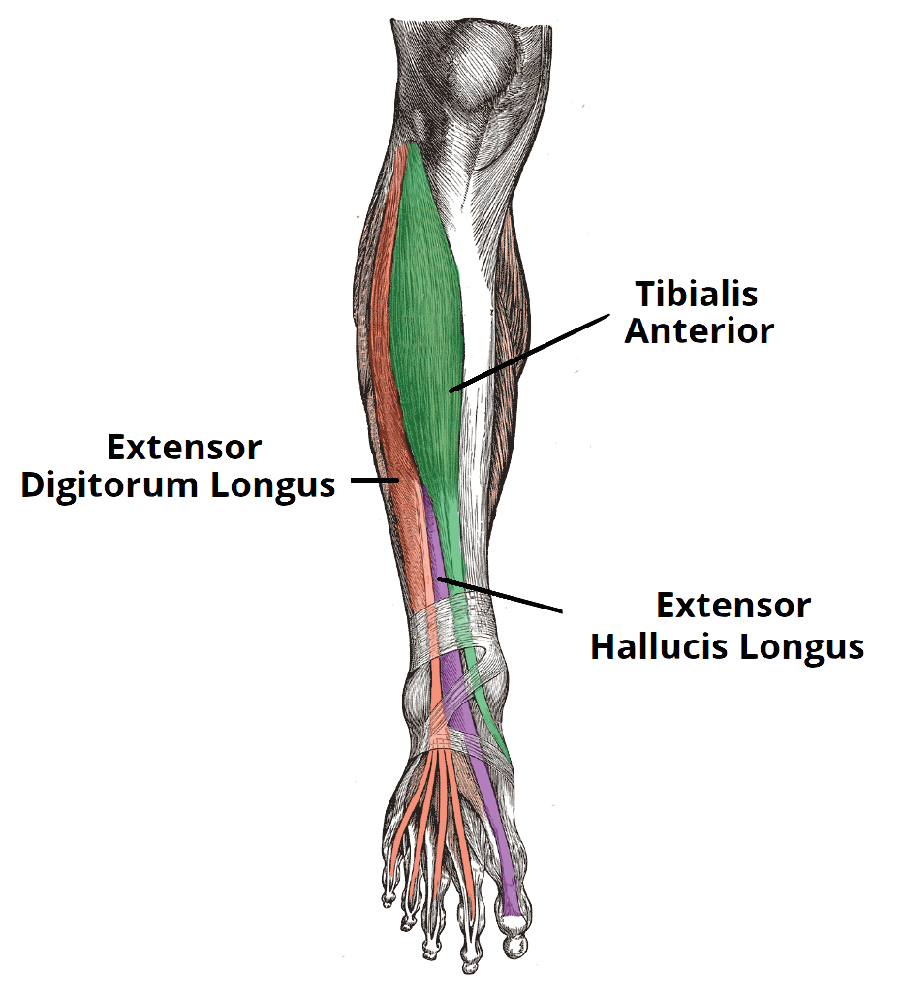 Tibialis
Anterior
Extensor
Digitorum Longus
Extensor
Hallucis Longus